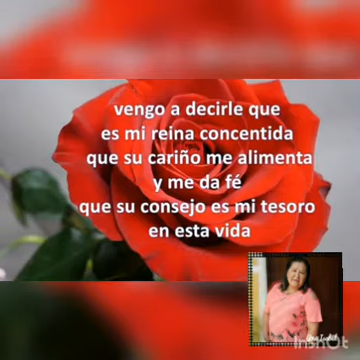 vengo a decirle que
es mi reina concentida
que su cariño me alimenta
y me da fé
que su consejo es mi tesoro
en esta vida
InShOt